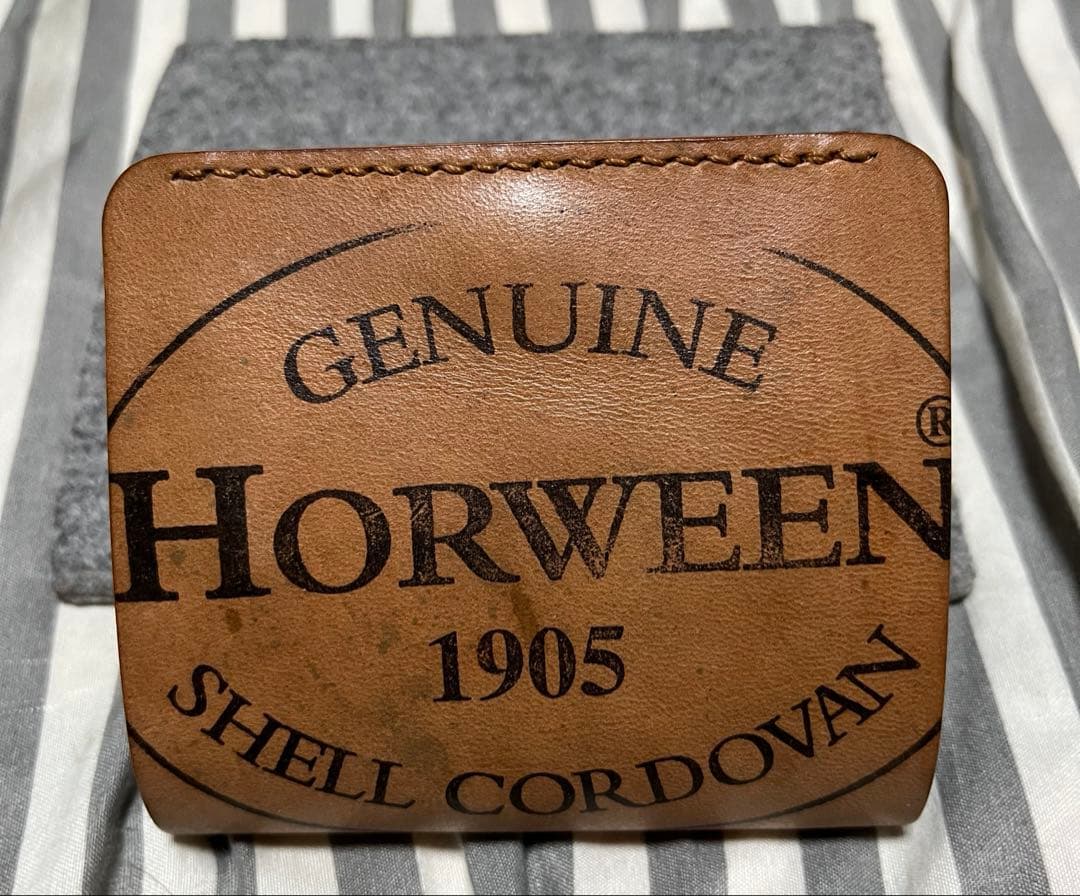 GENUINE
HORWEEN®
1905
SHELL CORDOVAN